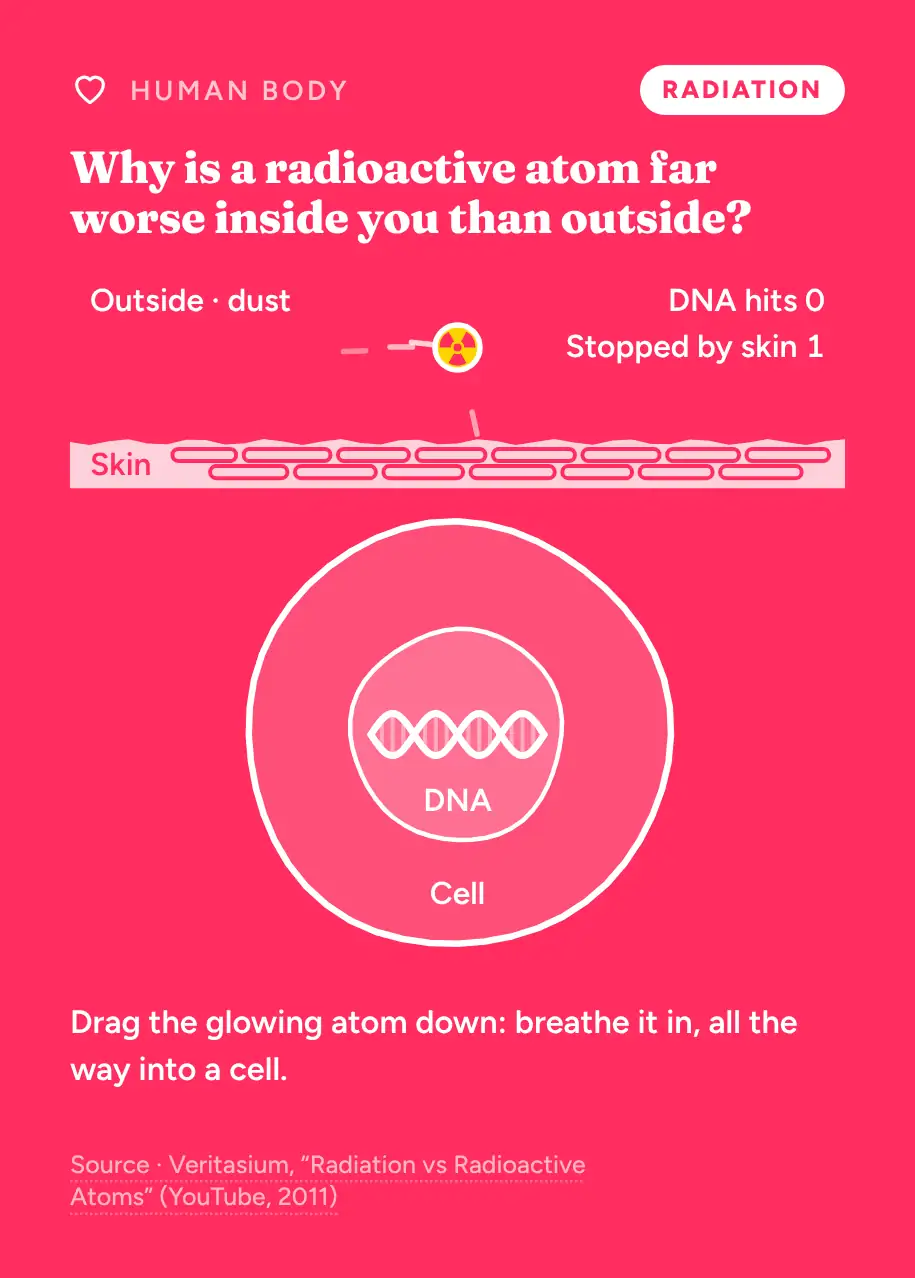 HUMAN BODY
RADIATION
Why is a radioactive atom far
worse inside you than outside?
Outside · dust
DNA hits 0
Stopped by skin 1
Skin
DNA
Cell
Drag the glowing atom down: breathe it in, all the
way into a cell.
Source · Veritasium, “Radiation vs Radioactive
Atoms” (YouTube, 2011)